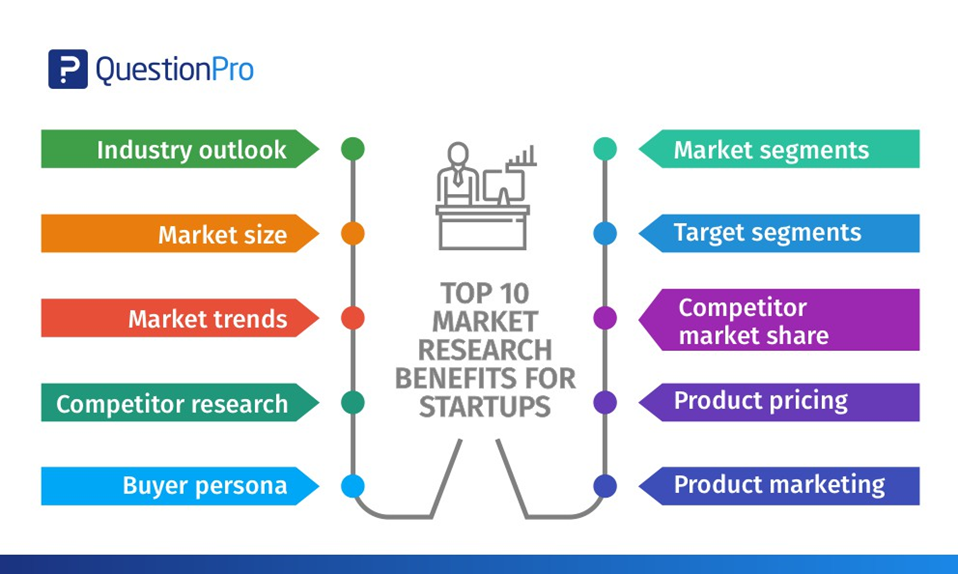 QuestionPro
Industry outlook
Market size
Market trends
Competitor research
Buyer persona
TOP 10
MARKET
RESEARCH
BENEFITS FOR
STARTUPS
Market segments
Target segments
Competitor
market share
Product pricing
Product marketing